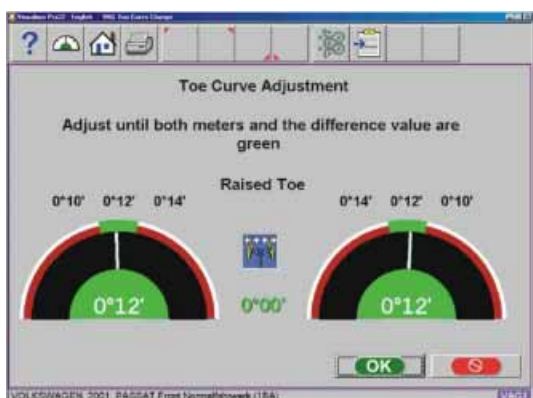 ?
Toe Curve Adjustment
Adjust until both meters and the difference value are
green
Raised Toe
0°10' 0°12' 0°14'
0°14' 0°12' 0°10'
0°12'
0°00'
0°12'
OK
VOLKSWAGEN, 2001, PASSAT Front